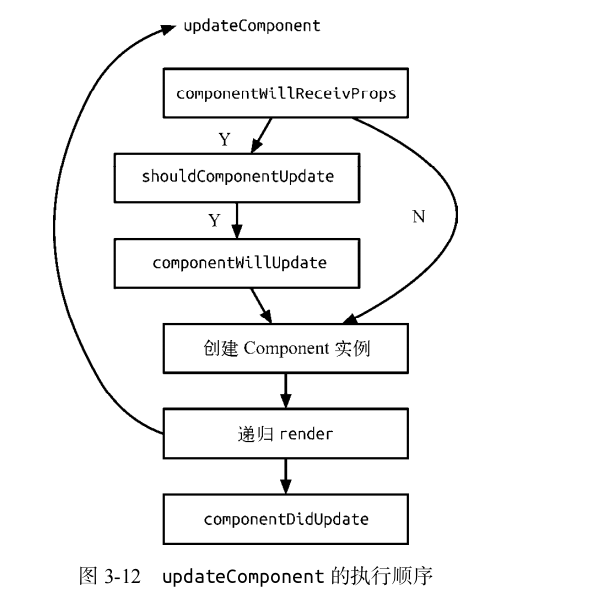 updateComponent
componentWillReceivProps
Y
shouldComponentUpdate
Y
N
componentWillUpdate
创建 Component 实例
递归 render
componentDidUpdate
图 3-12 updateComponent 的执行顺序